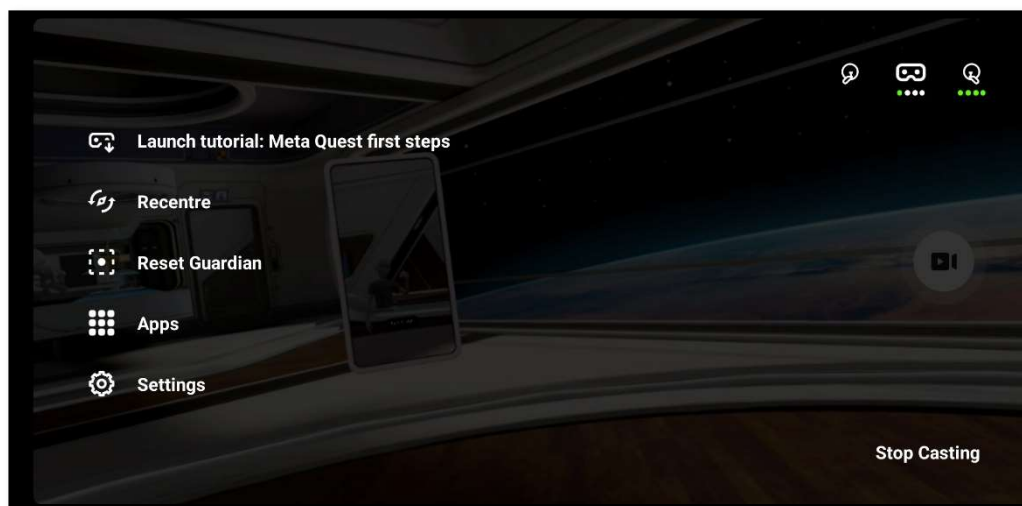 Launch tutorial: Meta Quest first steps
Recentre
Reset Guardian
Apps
Settings
Stop Casting